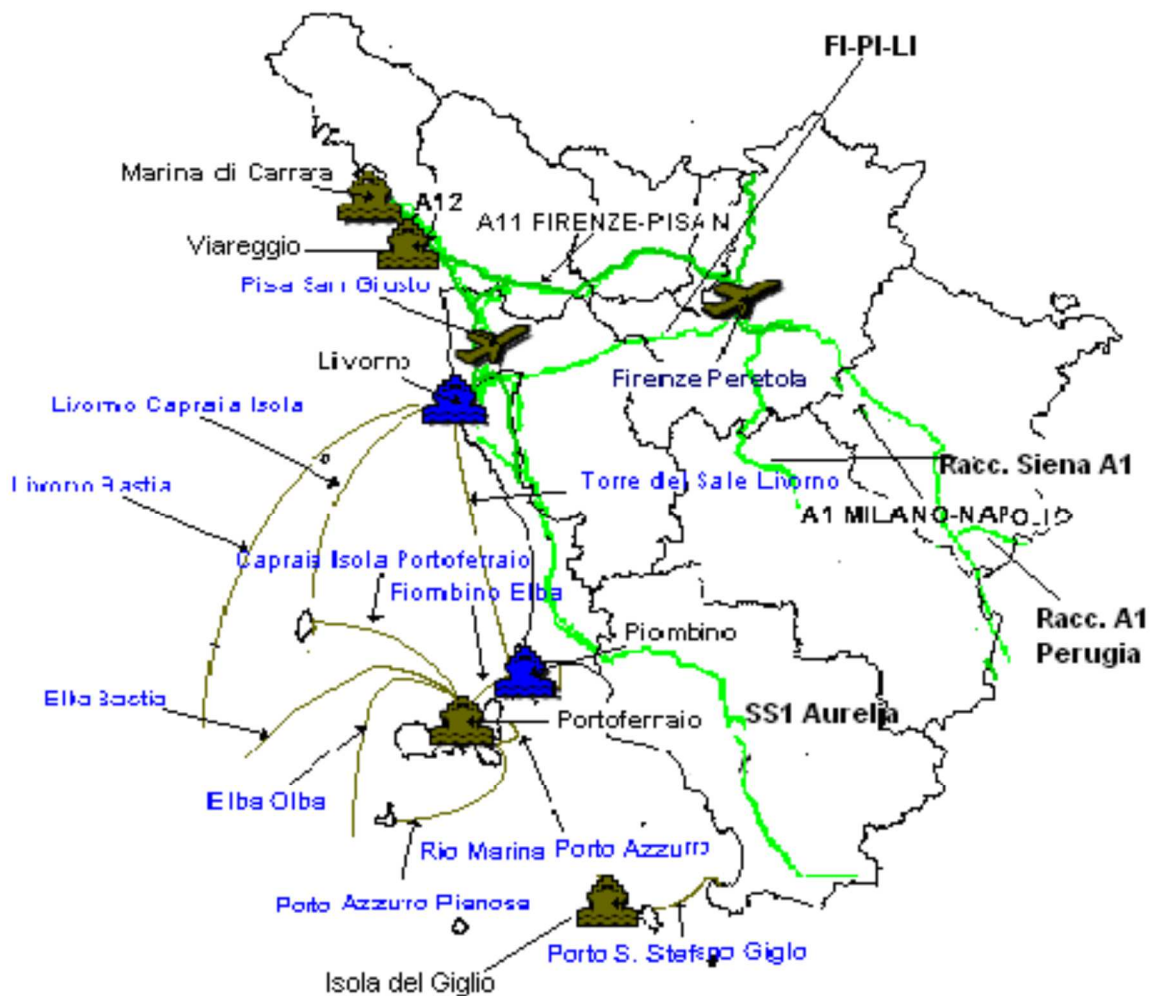 FI-PI-LI
Marina di Carrara
A12
A11 FIRENZE-PISA N
Viareggio
Pisa San Giusto
Livorno
Firenze Peretola
Livorno Capraia Isola
Racc. Siena A1
Torre del Sale Livorno
Livorno Bastia
A1 MILANO-NAPOLI
Capraia Isola Portoferraio
Piombino Elba
Racc. A1
Perugia
Piombino
Elba Bastia
Portoferraio
SS1 Aurelia
Elba Olba
Rio Marina Porto Azzurro
Porto Azzurro Pianosa
Porto S. Stefano Giglo
Isola del Giglio